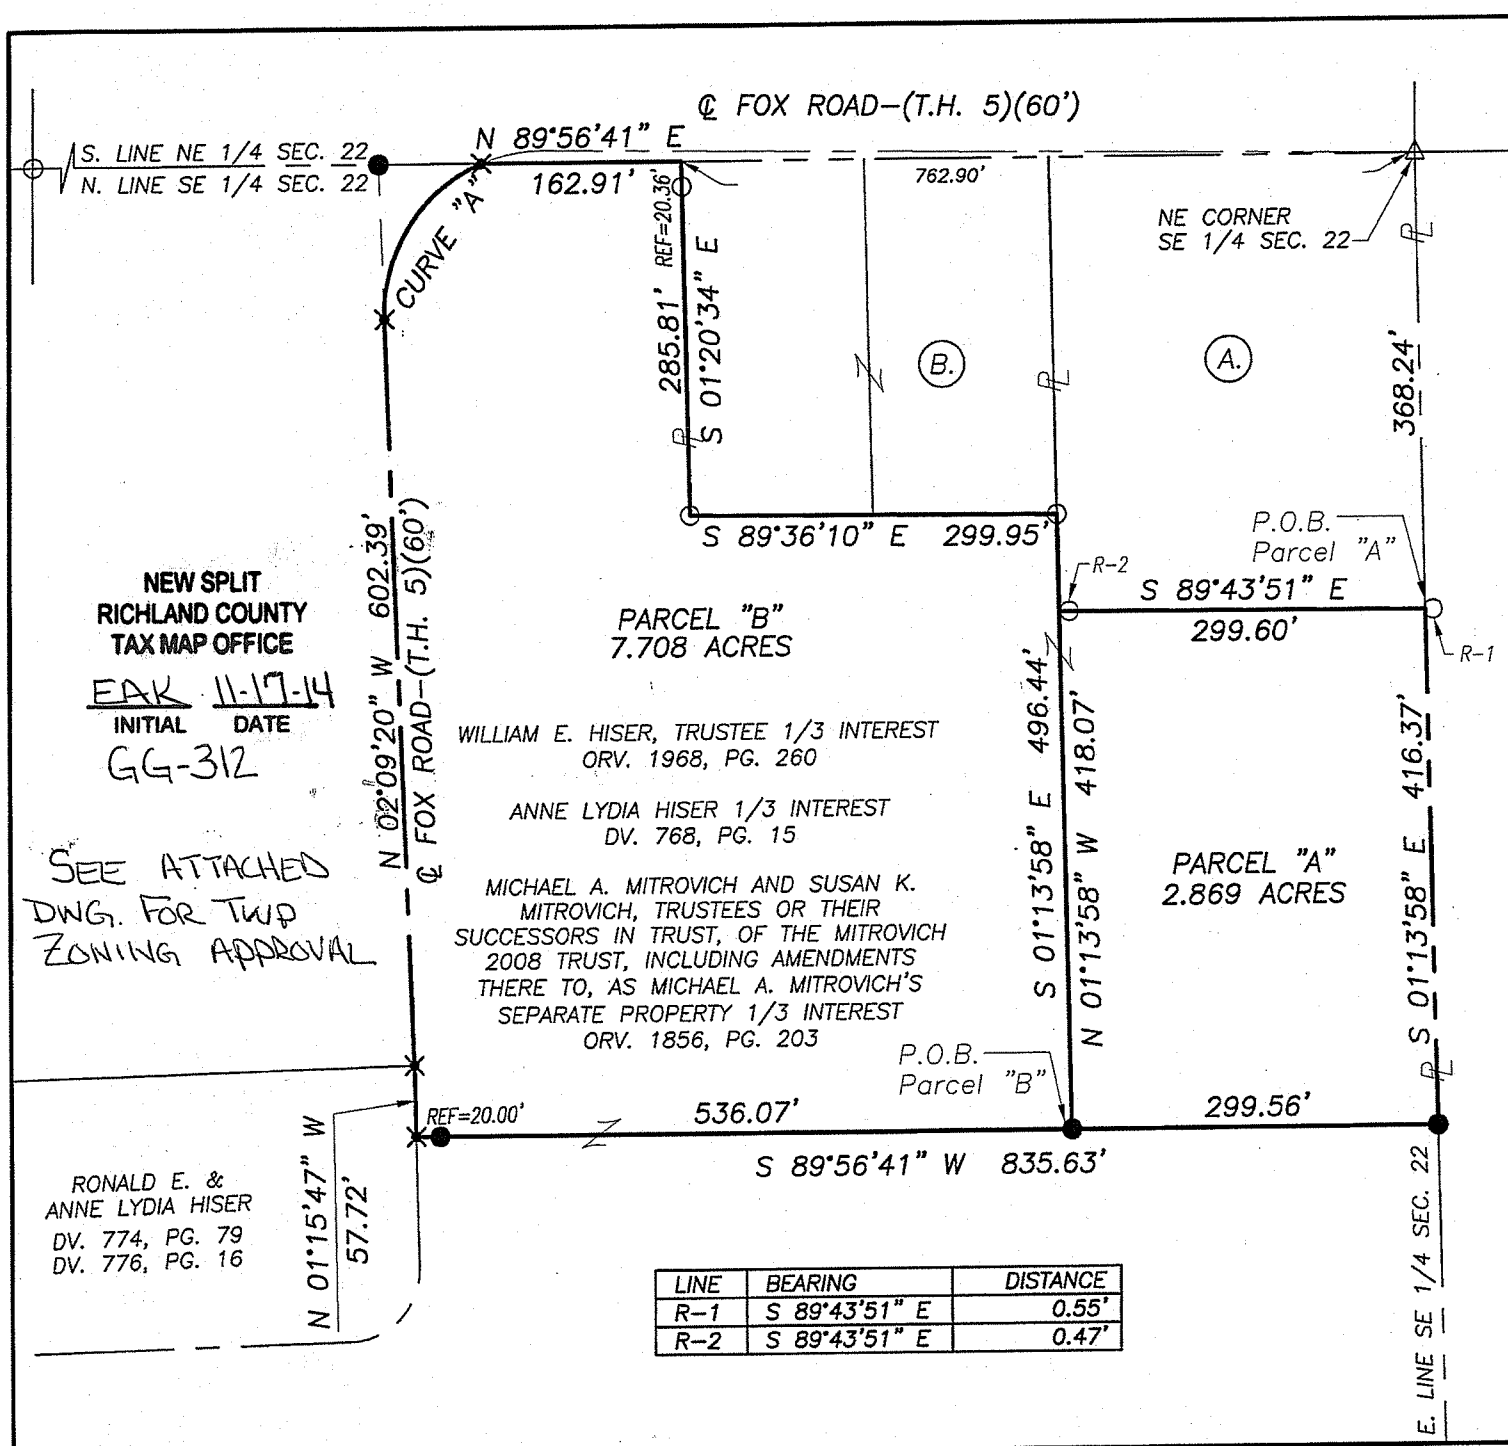 ℄ FOX ROAD-(T.H. 5)(60')
S. LINE NE 1/4 SEC. 22
N. LINE SE 1/4 SEC. 22
N 89°56'41" E
162.91'
762.90'
NE CORNER
SE 1/4 SEC. 22
CURVE "A"
REF=20.36'
285.81'
S 01°20'34" E
B.
A.
368.24'
S 89°36'10" E 299.95'
P.O.B.
Parcel "A"
R-2
S 89°43'51" E
299.60'
R-1
NEW SPLIT
RICHLAND COUNTY
TAX MAP OFFICE
EAK 11-17-14
INITIAL DATE
GG-312
SEE ATTACHED
DWG. FOR TWP
ZONING APPROVAL
N 02°09'20" W 602.39'
℄ FOX ROAD-(T.H. 5)(60')
PARCEL "B"
7.708 ACRES
WILLIAM E. HISER, TRUSTEE 1/3 INTEREST
ORV. 1968, PG. 260
ANNE LYDIA HISER 1/3 INTEREST
DV. 768, PG. 15
MICHAEL A. MITROVICH AND SUSAN K.
MITROVICH, TRUSTEES OR THEIR
SUCCESSORS IN TRUST, OF THE MITROVICH
2008 TRUST, INCLUDING AMENDMENTS
THERE TO, AS MICHAEL A. MITROVICH'S
SEPARATE PROPERTY 1/3 INTEREST
ORV. 1856, PG. 203
S 01°13'58" E 496.44'
N 01°13'58" W 418.07'
PARCEL "A"
2.869 ACRES
S 01°13'58" E 416.37'
P.O.B.
Parcel "B"
REF=20.00'
536.07'
299.56'
S 89°56'41" W 835.63'
RONALD E. &
ANNE LYDIA HISER
DV. 774, PG. 79
DV. 776, PG. 16
N 01°15'47" W
57.72'
LINE BEARING DISTANCE
R-1 S 89°43'51" E 0.55'
R-2 S 89°43'51" E 0.47'
E. LINE SE 1/4 SEC. 22